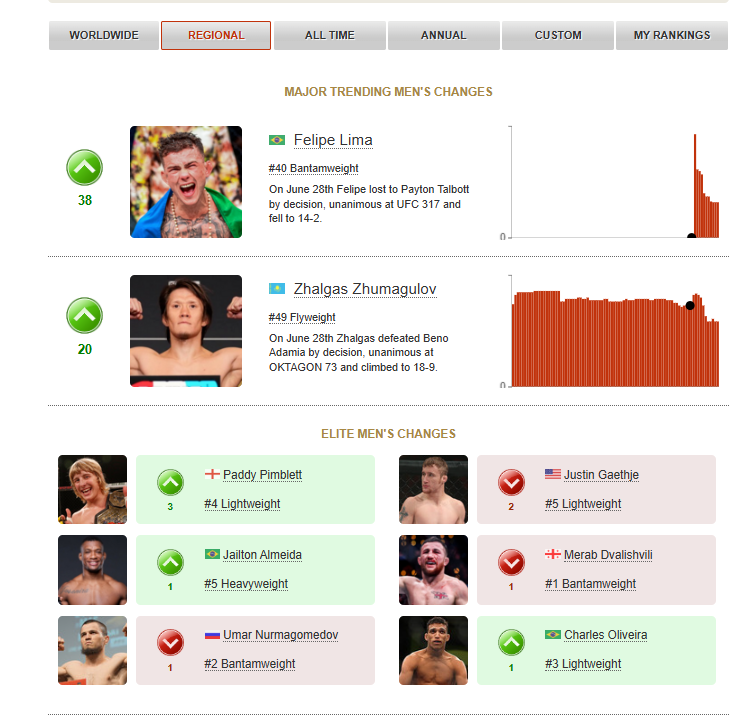 WORLDWIDE REGIONAL ALL TIME ANNUAL CUSTOM MY RANKINGS
MAJOR TRENDING MEN'S CHANGES
38
Felipe Lima
#40 Bantamweight
On June 28th Felipe lost to Payton Talbott
by decision, unanimous at UFC 317 and
fell to 14-2.
0
20
Zhalgas Zhumagulov
#49 Flyweight
On June 28th Zhalgas defeated Beno
Adamia by decision, unanimous at
OKTAGON 73 and climbed to 18-9.
0
ELITE MEN'S CHANGES
3
Paddy Pimblett
#4 Lightweight
2
Justin Gaethje
#5 Lightweight
1
Jailton Almeida
#5 Heavyweight
1
Merab Dvalishvili
#1 Bantamweight
1
Umar Nurmagomedov
#2 Bantamweight
1
Charles Oliveira
#3 Lightweight